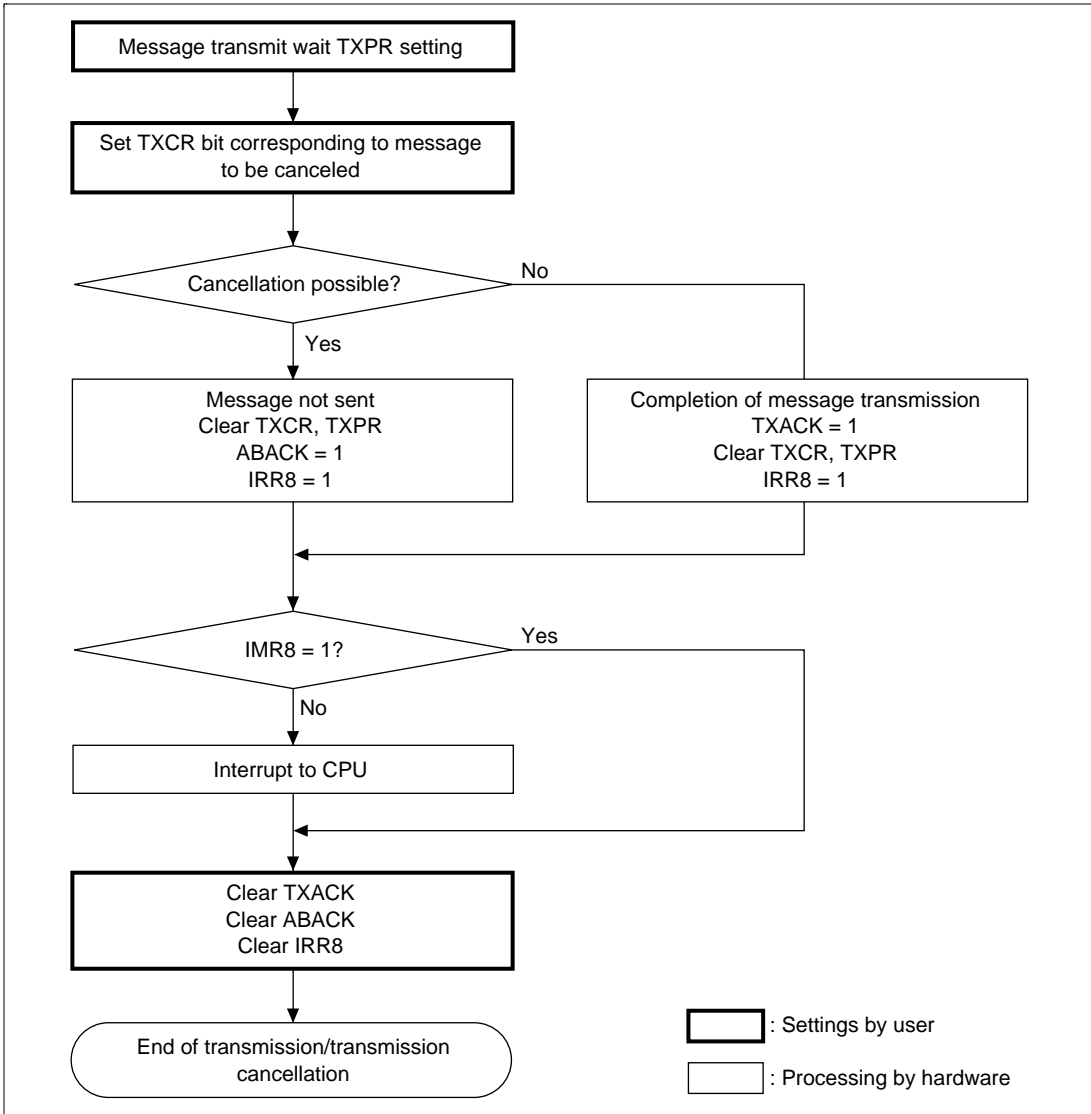 Message transmit wait TXPR setting
Set TXCR bit corresponding to message
to be canceled
Cancellation possible?
No
Yes
Message not sent
Clear TXCR, TXPR
ABACK = 1
IRR8 = 1
Completion of message transmission
TXACK = 1
Clear TXCR, TXPR
IRR8 = 1
IMR8 = 1?
Yes
No
Interrupt to CPU
Clear TXACK
Clear ABACK
Clear IRR8
End of transmission/transmission
cancellation
: Settings by user
: Processing by hardware